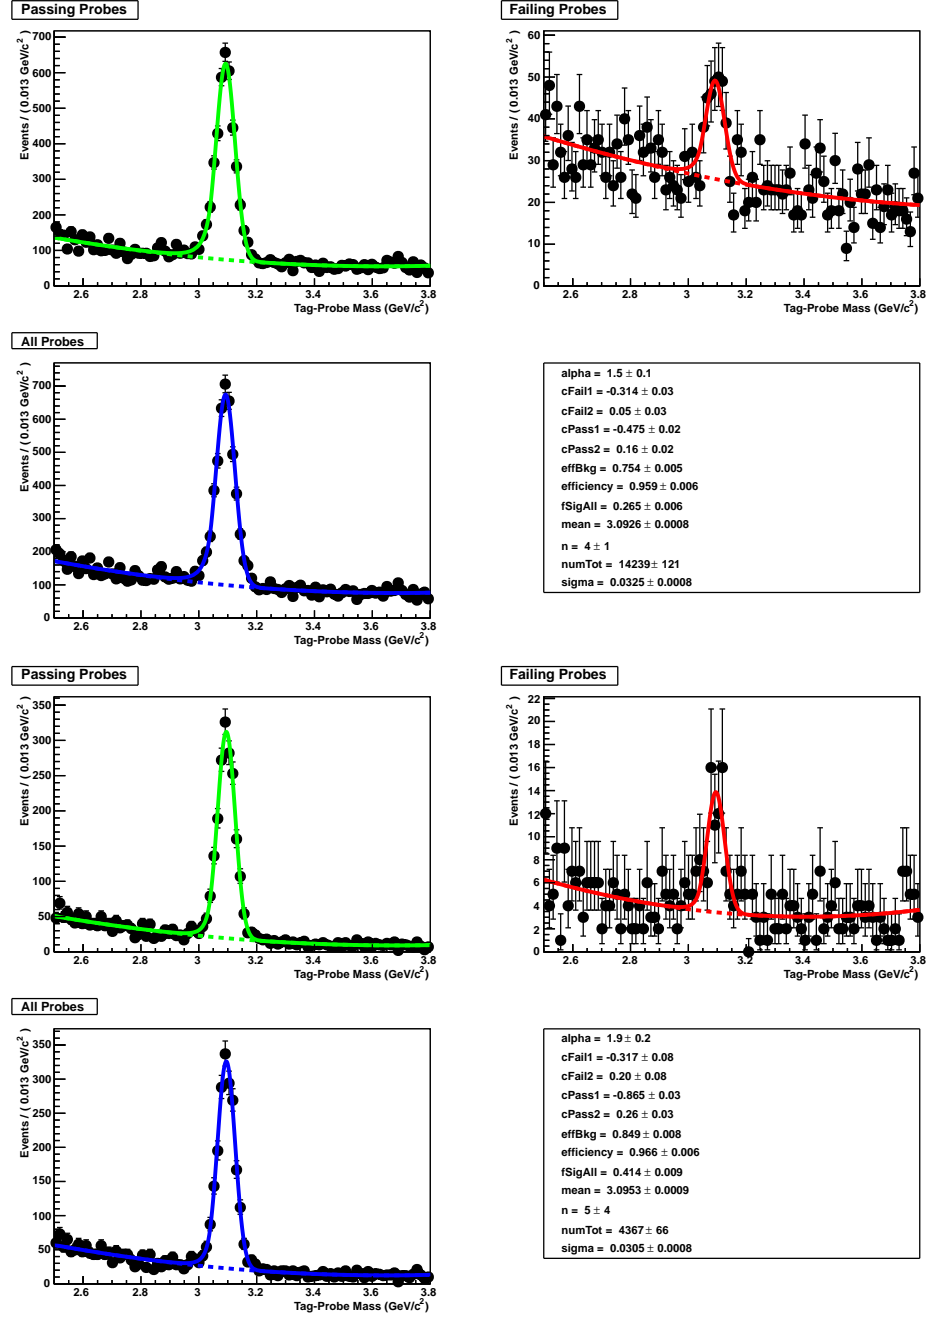 Passing Probes
Events / ( 0.013 GeV/c² )
700
600
500
400
300
200
100
0
2.6 2.8 3 3.2 3.4 3.6 3.8
Tag-Probe Mass (GeV/c²)
Failing Probes
Events / ( 0.013 GeV/c² )
60
50
40
30
20
10
0
2.6 2.8 3 3.2 3.4 3.6 3.8
Tag-Probe Mass (GeV/c²)
All Probes
Events / ( 0.013 GeV/c² )
700
600
500
400
300
200
100
0
2.6 2.8 3 3.2 3.4 3.6 3.8
Tag-Probe Mass (GeV/c²)
alpha = 1.5 ± 0.1
cFail1 = -0.314 ± 0.03
cFail2 = 0.05 ± 0.03
cPass1 = -0.475 ± 0.02
cPass2 = 0.16 ± 0.02
effBkg = 0.754 ± 0.005
efficiency = 0.959 ± 0.006
fSigAll = 0.265 ± 0.006
mean = 3.0926 ± 0.0008
n = 4 ± 1
numTot = 14239 ± 121
sigma = 0.0325 ± 0.0008
Passing Probes
Events / ( 0.013 GeV/c² )
350
300
250
200
150
100
50
0
2.6 2.8 3 3.2 3.4 3.6 3.8
Tag-Probe Mass (GeV/c²)
Failing Probes
Events / ( 0.013 GeV/c² )
22
20
18
16
14
12
10
8
6
4
2
0
2.6 2.8 3 3.2 3.4 3.6 3.8
Tag-Probe Mass (GeV/c²)
All Probes
Events / ( 0.013 GeV/c² )
350
300
250
200
150
100
50
0
2.6 2.8 3 3.2 3.4 3.6 3.8
Tag-Probe Mass (GeV/c²)
alpha = 1.9 ± 0.2
cFail1 = -0.317 ± 0.08
cFail2 = 0.20 ± 0.08
cPass1 = -0.865 ± 0.03
cPass2 = 0.26 ± 0.03
effBkg = 0.849 ± 0.008
efficiency = 0.966 ± 0.006
fSigAll = 0.414 ± 0.009
mean = 3.0953 ± 0.0009
n = 5 ± 4
numTot = 4367 ± 66
sigma = 0.0305 ± 0.0008